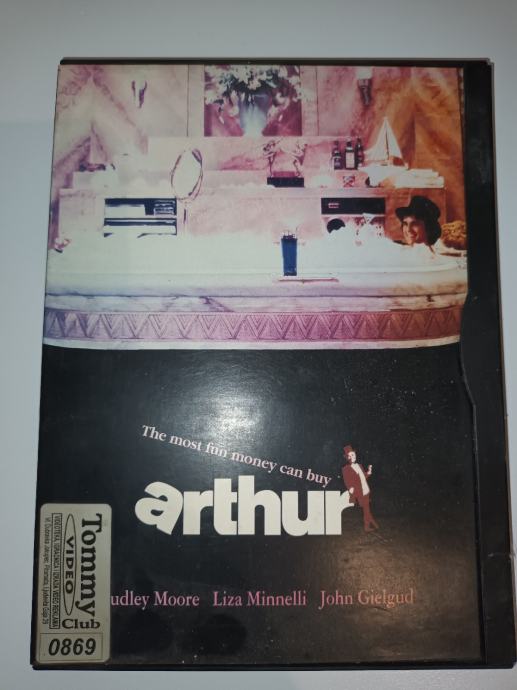 The most fun money can buy
arthur
udley Moore Liza Minnelli John Gielgud
Tommy
VIDEO
Club
0869